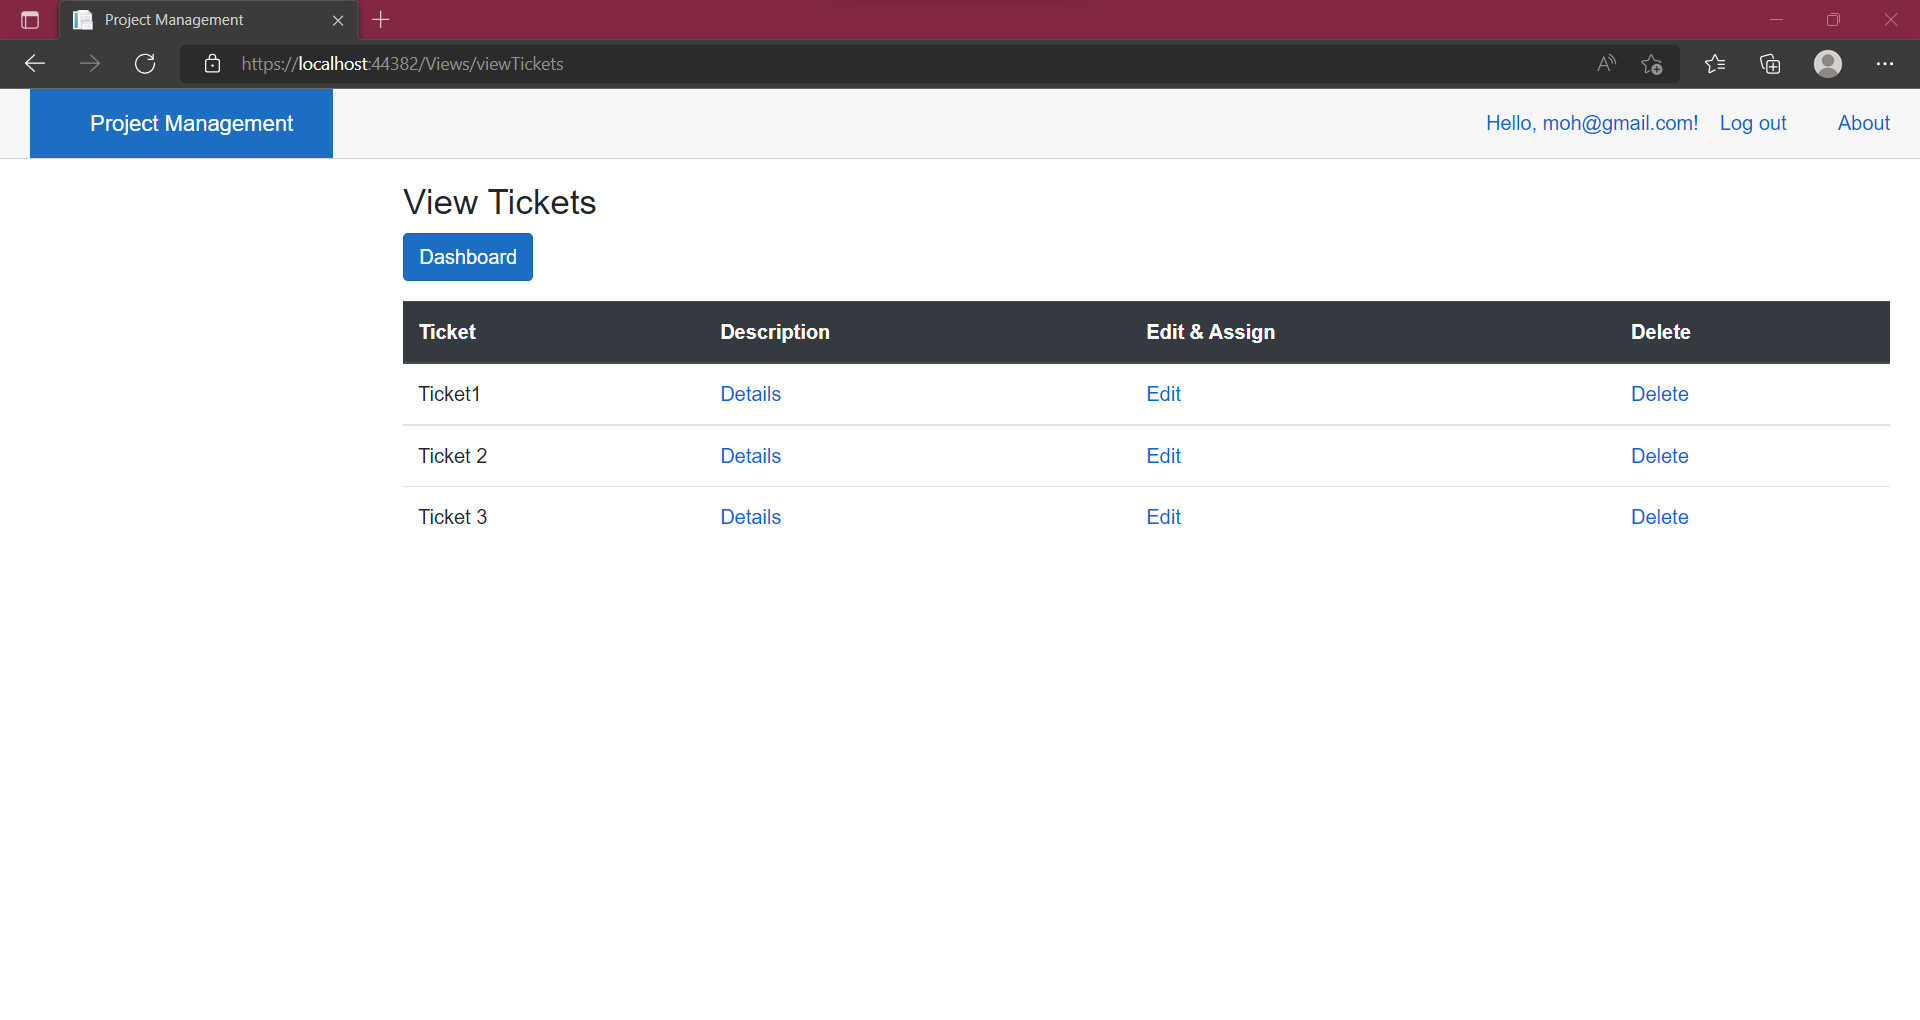 Project Management
https://localhost:44382/Views/viewTickets
Project Management
Hello, moh@gmail.com! Log out About
View Tickets
Dashboard
Ticket Description Edit & Assign Delete
Ticket1 Details Edit Delete
Ticket 2 Details Edit Delete
Ticket 3 Details Edit Delete